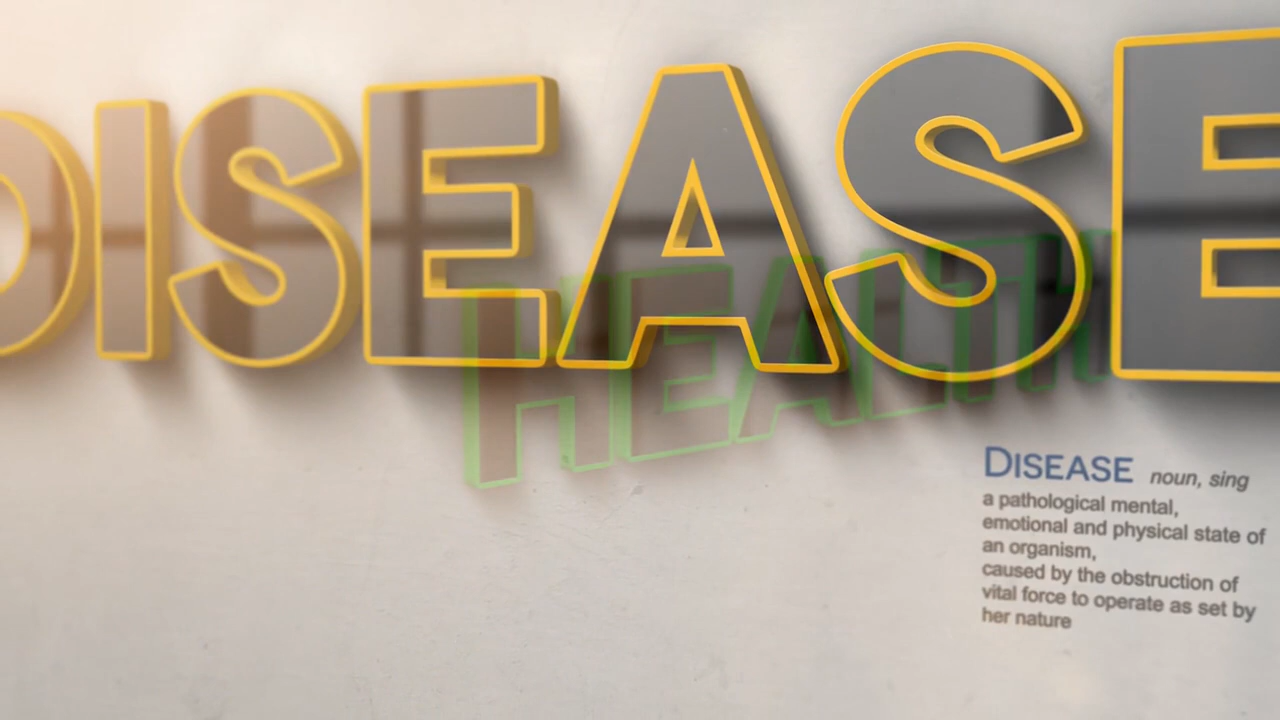 DISEASE
HEALTH
DISEASE noun, sing
a pathological mental,
emotional and physical state of
an organism,
caused by the obstruction of
vital force to operate as set by
her nature